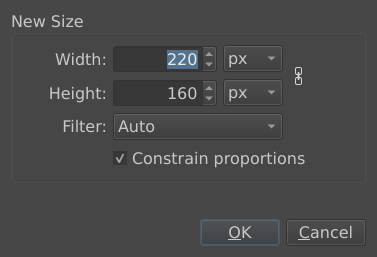 New Size
Width: 220 px
Height: 160 px
Filter: Auto
Constrain proportions
OK Cancel